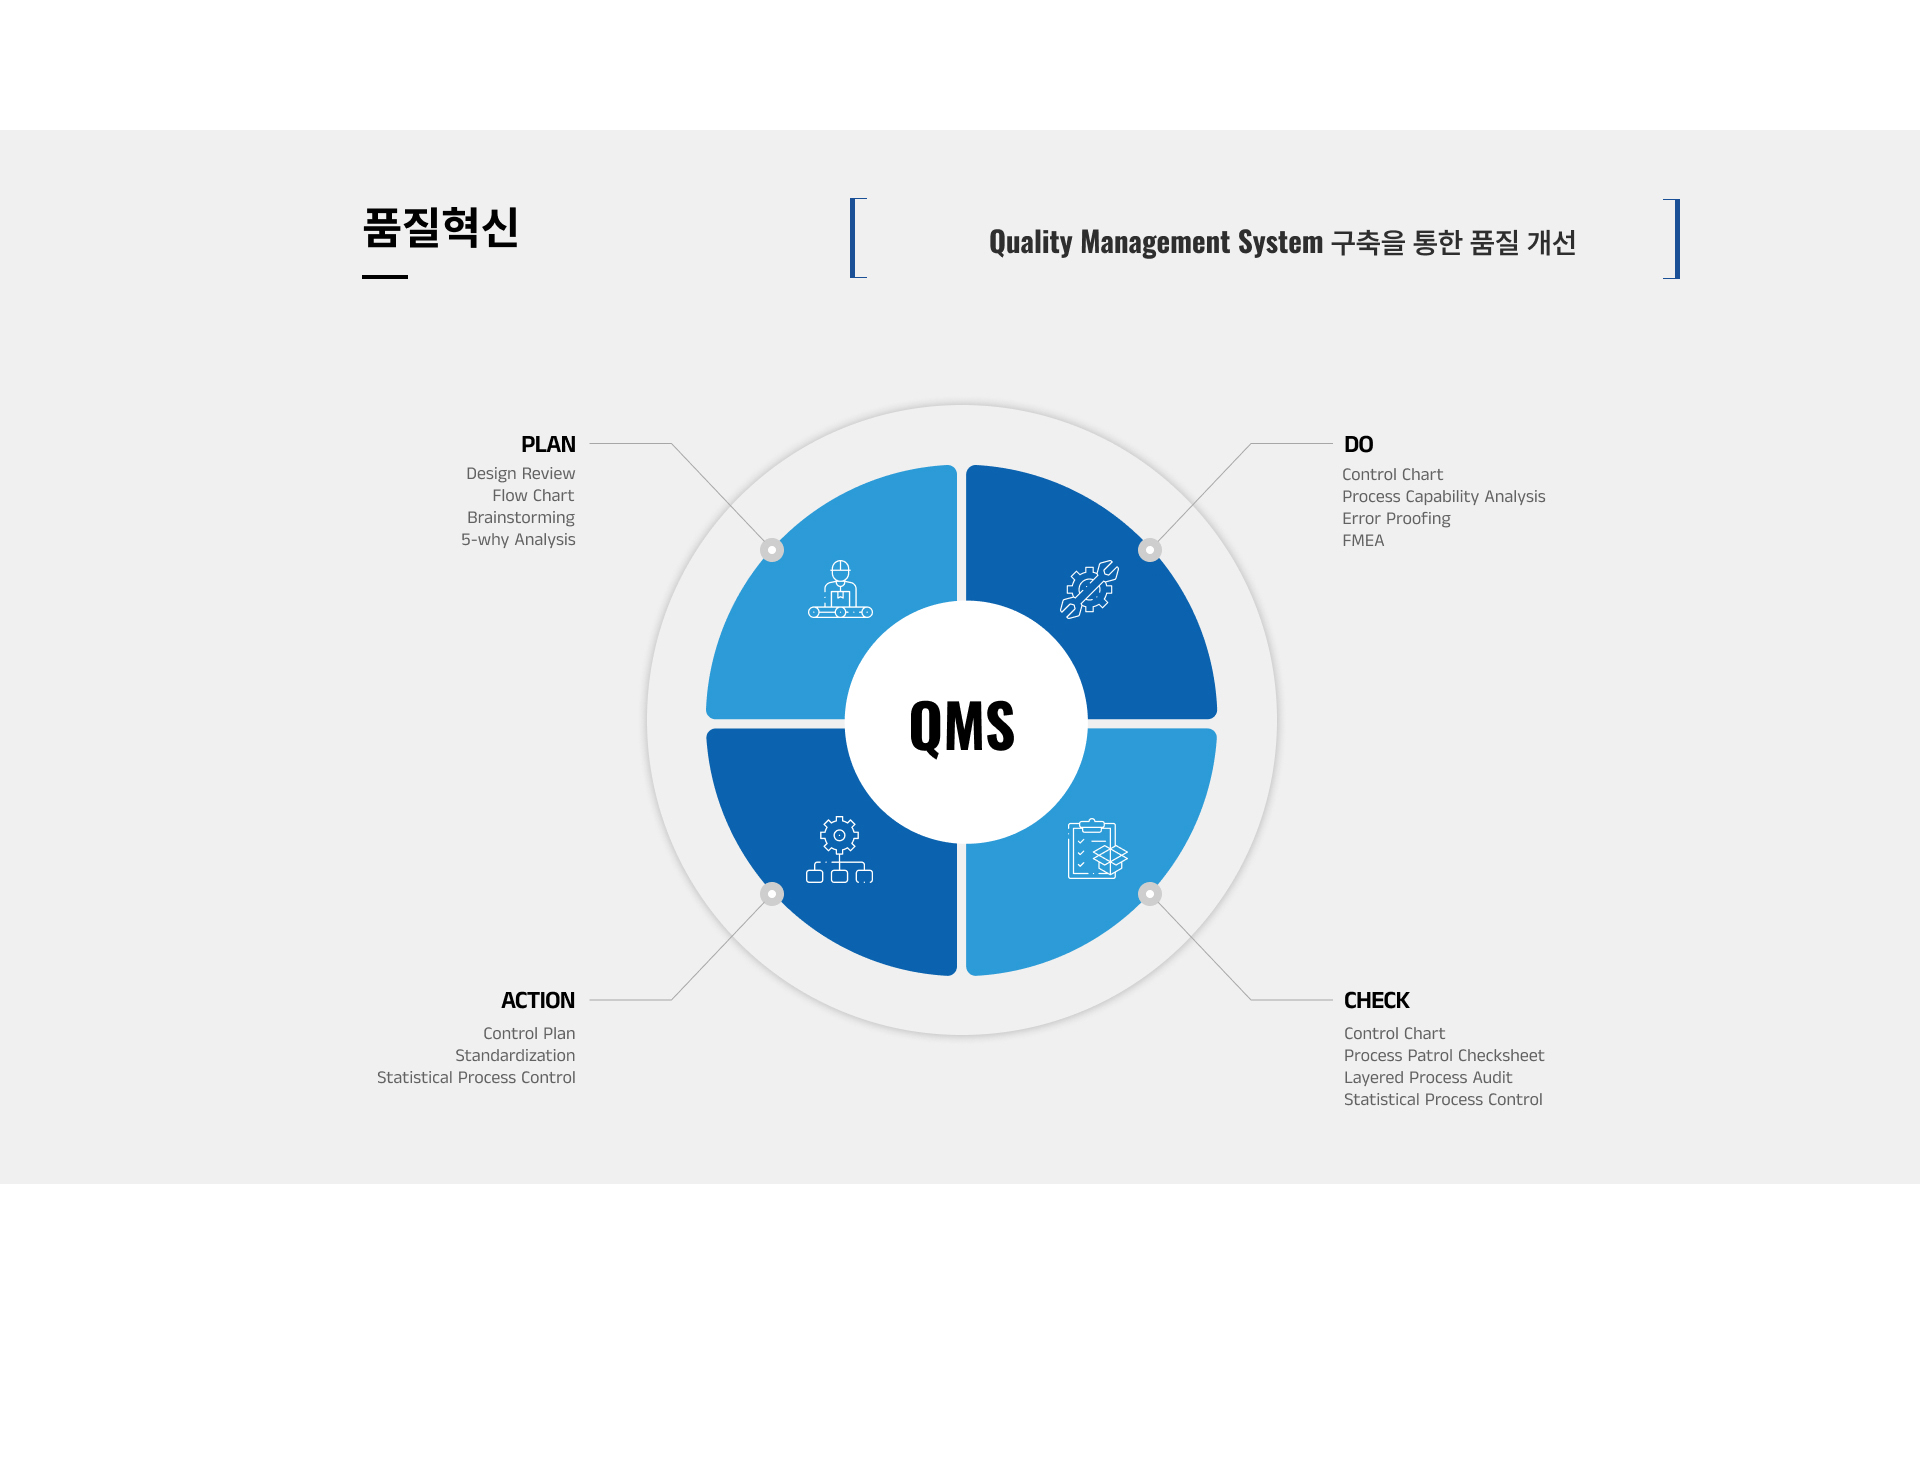 품질혁신
Quality Management System 구축을 통한 품질 개선
PLAN
Design Review
Flow Chart
Brainstorming
5-why Analysis
DO
Control Chart
Process Capability Analysis
Error Proofing
FMEA
QMS
ACTION
Control Plan
Standardization
Statistical Process Control
CHECK
Control Chart
Process Patrol Checksheet
Layered Process Audit
Statistical Process Control